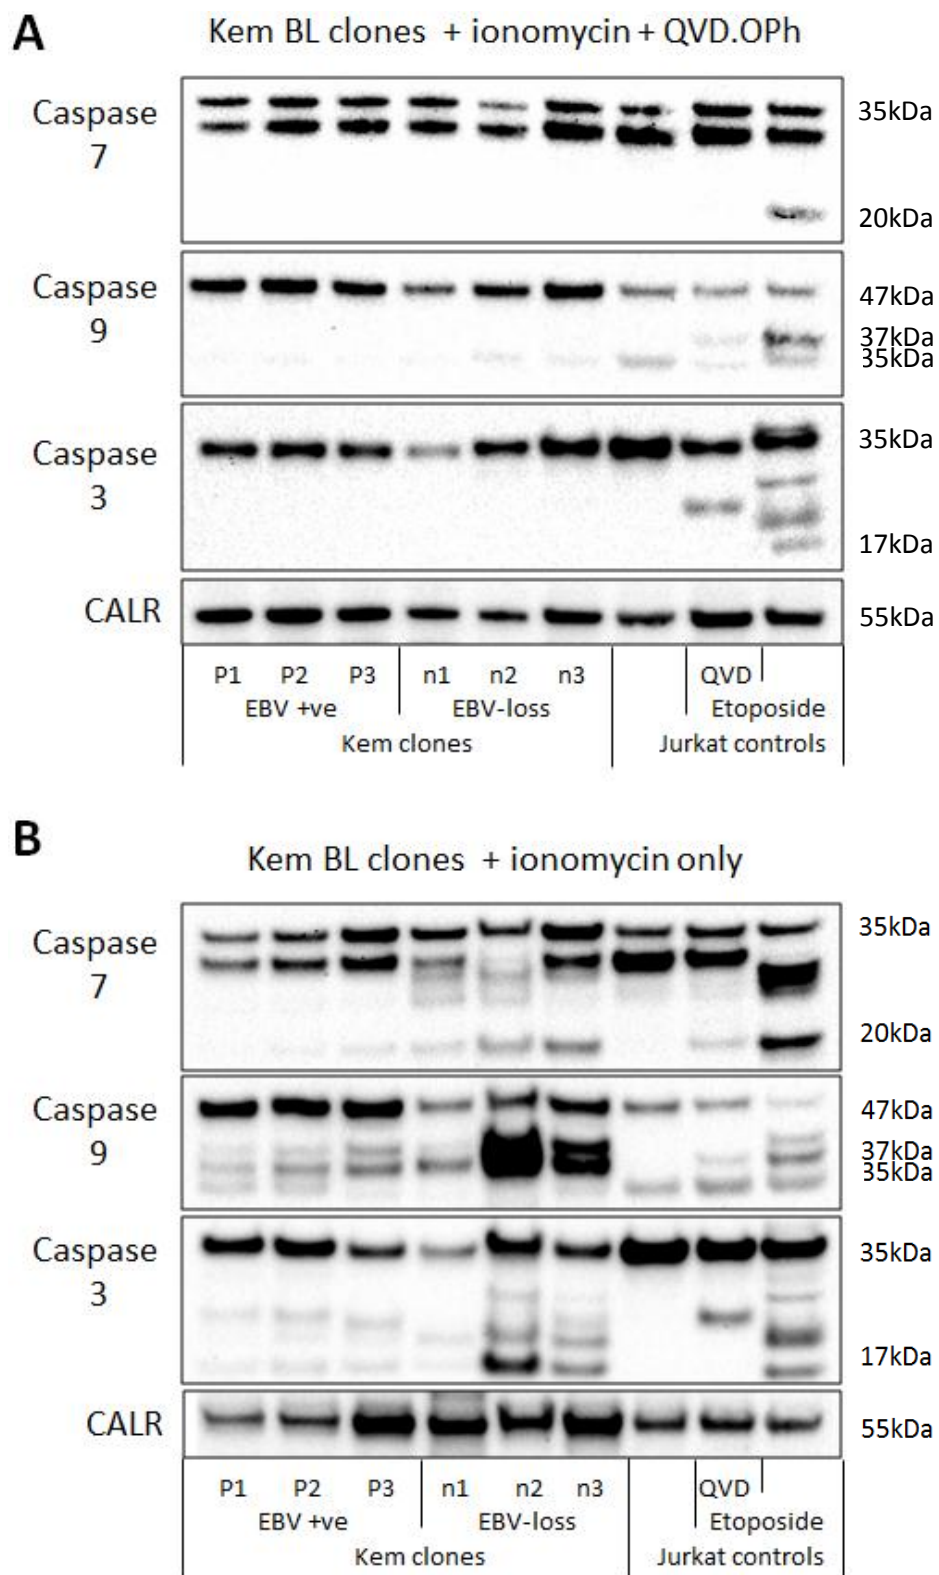 A
Kem BL clones + ionomycin + QVD.OPh
Caspase
7
35kDa
20kDa
Caspase
9
47kDa
37kDa
35kDa
Caspase
3
35kDa
17kDa
CALR
55kDa
P1 P2 P3 n1 n2 n3 QVD
EBV +ve EBV-loss Etoposide
Kem clones Jurkat controls
B
Kem BL clones + ionomycin only
Caspase
7
35kDa
20kDa
Caspase
9
47kDa
37kDa
35kDa
Caspase
3
35kDa
17kDa
CALR
55kDa
P1 P2 P3 n1 n2 n3 QVD
EBV +ve EBV-loss Etoposide
Kem clones Jurkat controls